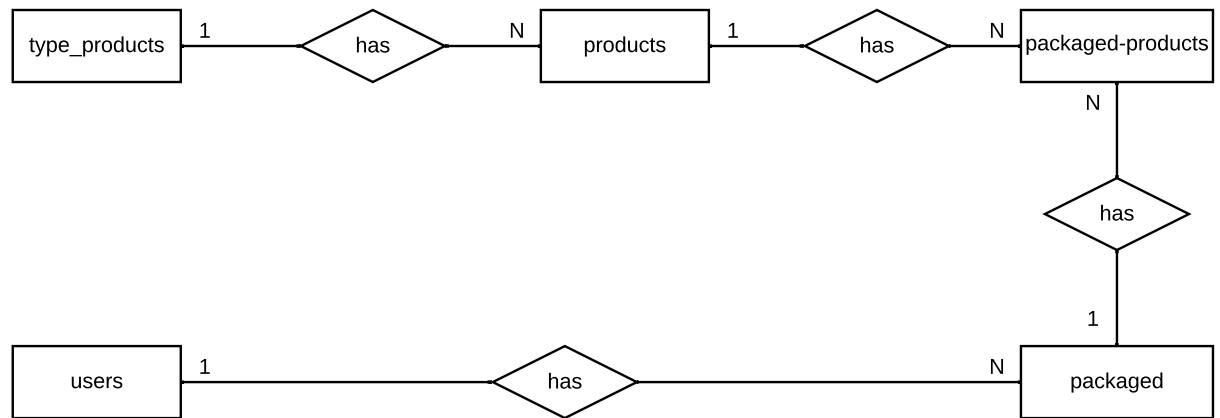 type_products
1
has
N
products
1
has
N
packaged-products
N
has
1
users
1
has
N
packaged